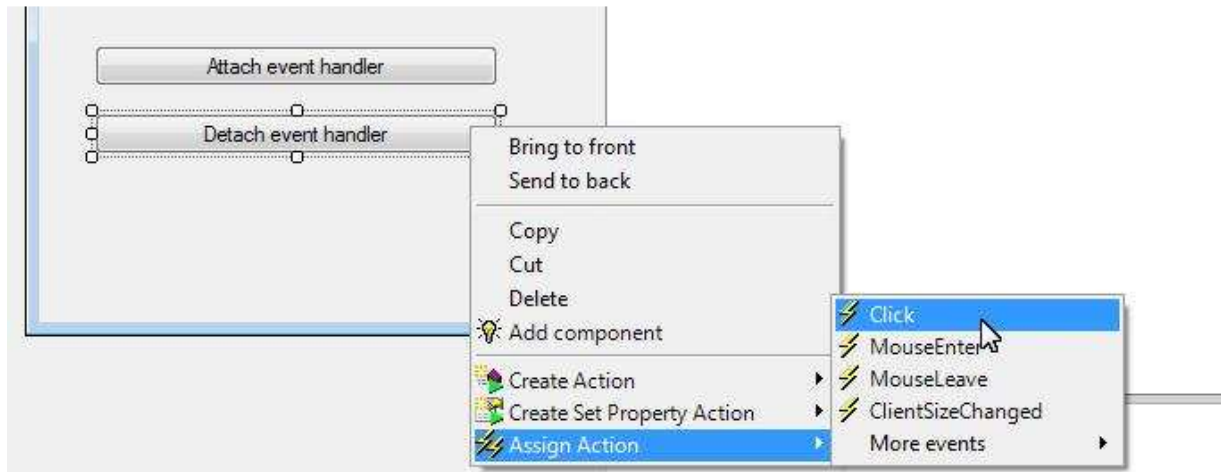 Attach event handler
Detach event handler
Bring to front
Send to back
Copy
Cut
Delete
Add component
Create Action
Create Set Property Action
Assign Action
Click
MouseEnter
MouseLeave
ClientSizeChanged
More events